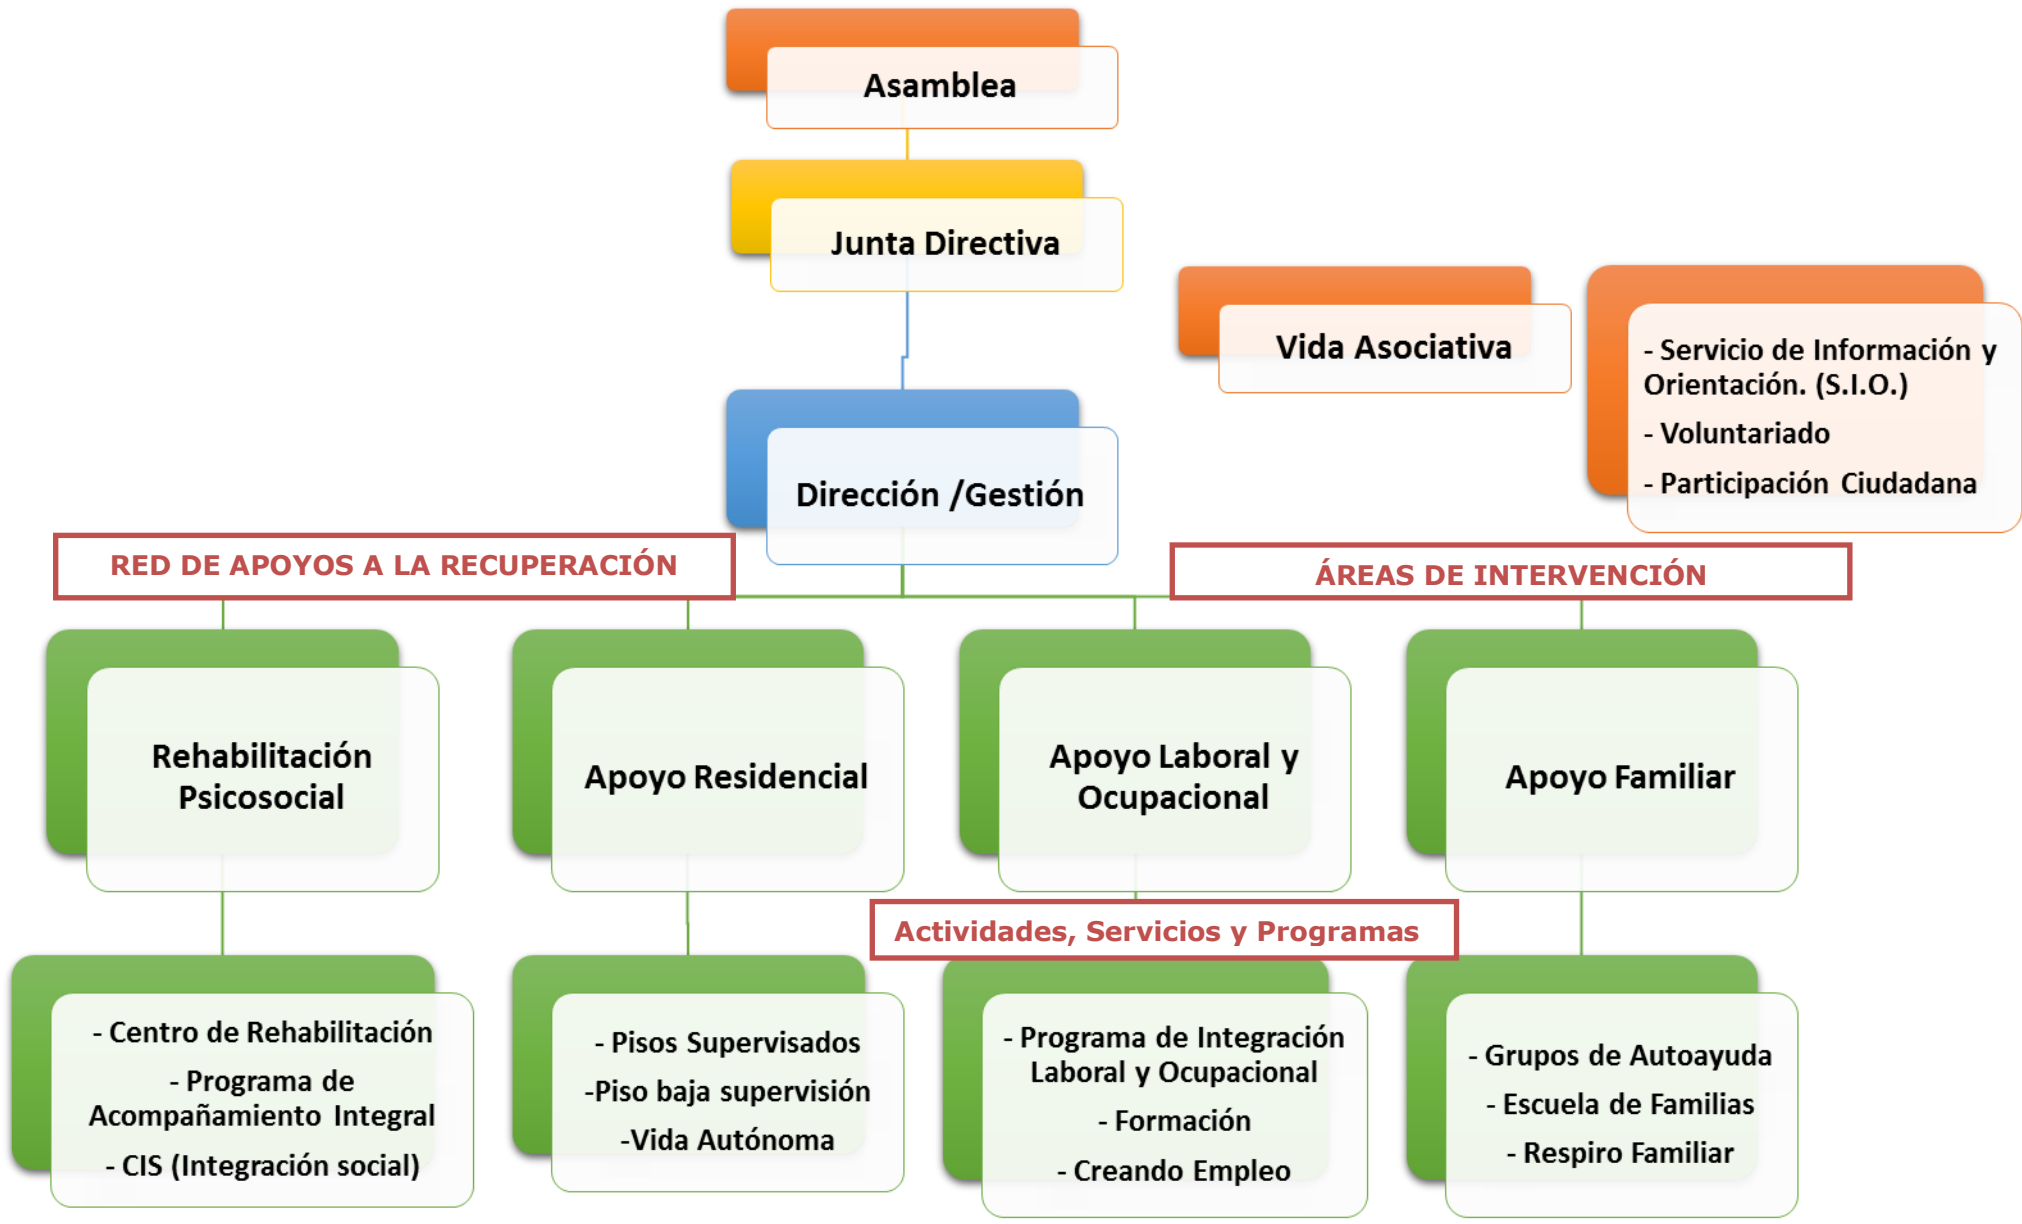 Asamblea
Junta Directiva
Vida Asociativa
- Servicio de Información y
Orientación. (S.I.O.)
- Voluntariado
- Participación Ciudadana
Dirección /Gestión
RED DE APOYOS A LA RECUPERACIÓN
ÁREAS DE INTERVENCIÓN
Rehabilitación
Psicosocial
Apoyo Residencial
Apoyo Laboral y
Ocupacional
Apoyo Familiar
Actividades, Servicios y Programas
- Centro de Rehabilitación
- Programa de
Acompañamiento Integral
- CIS (Integración social)
- Pisos Supervisados
-Piso baja supervisión
-Vida Autónoma
- Programa de Integración
Laboral y Ocupacional
- Formación
- Creando Empleo
- Grupos de Autoayuda
- Escuela de Familias
- Respiro Familiar